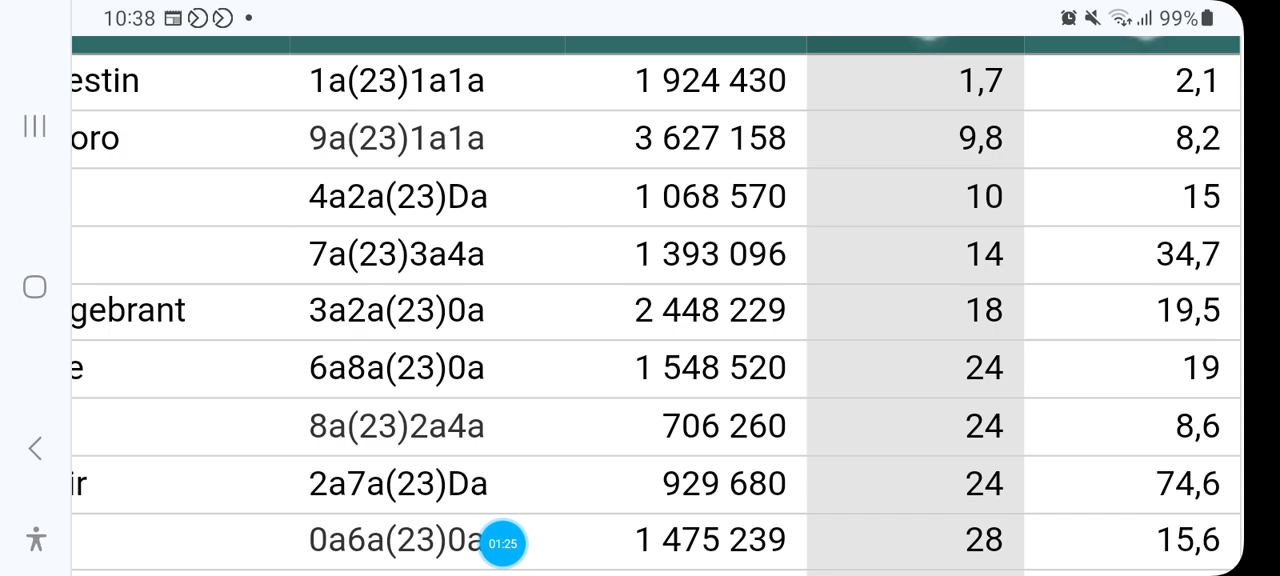 10:38 99%
estin 1a(23)1a1a 1 924 430 1,7 2,1
oro 9a(23)1a1a 3 627 158 9,8 8,2
4a2a(23)Da 1 068 570 10 15
7a(23)3a4a 1 393 096 14 34,7
gebrant 3a2a(23)0a 2 448 229 18 19,5
e 6a8a(23)0a 1 548 520 24 19
8a(23)2a4a 706 260 24 8,6
ir 2a7a(23)Da 929 680 24 74,6
0a6a(23)0a 01:25 1 475 239 28 15,6